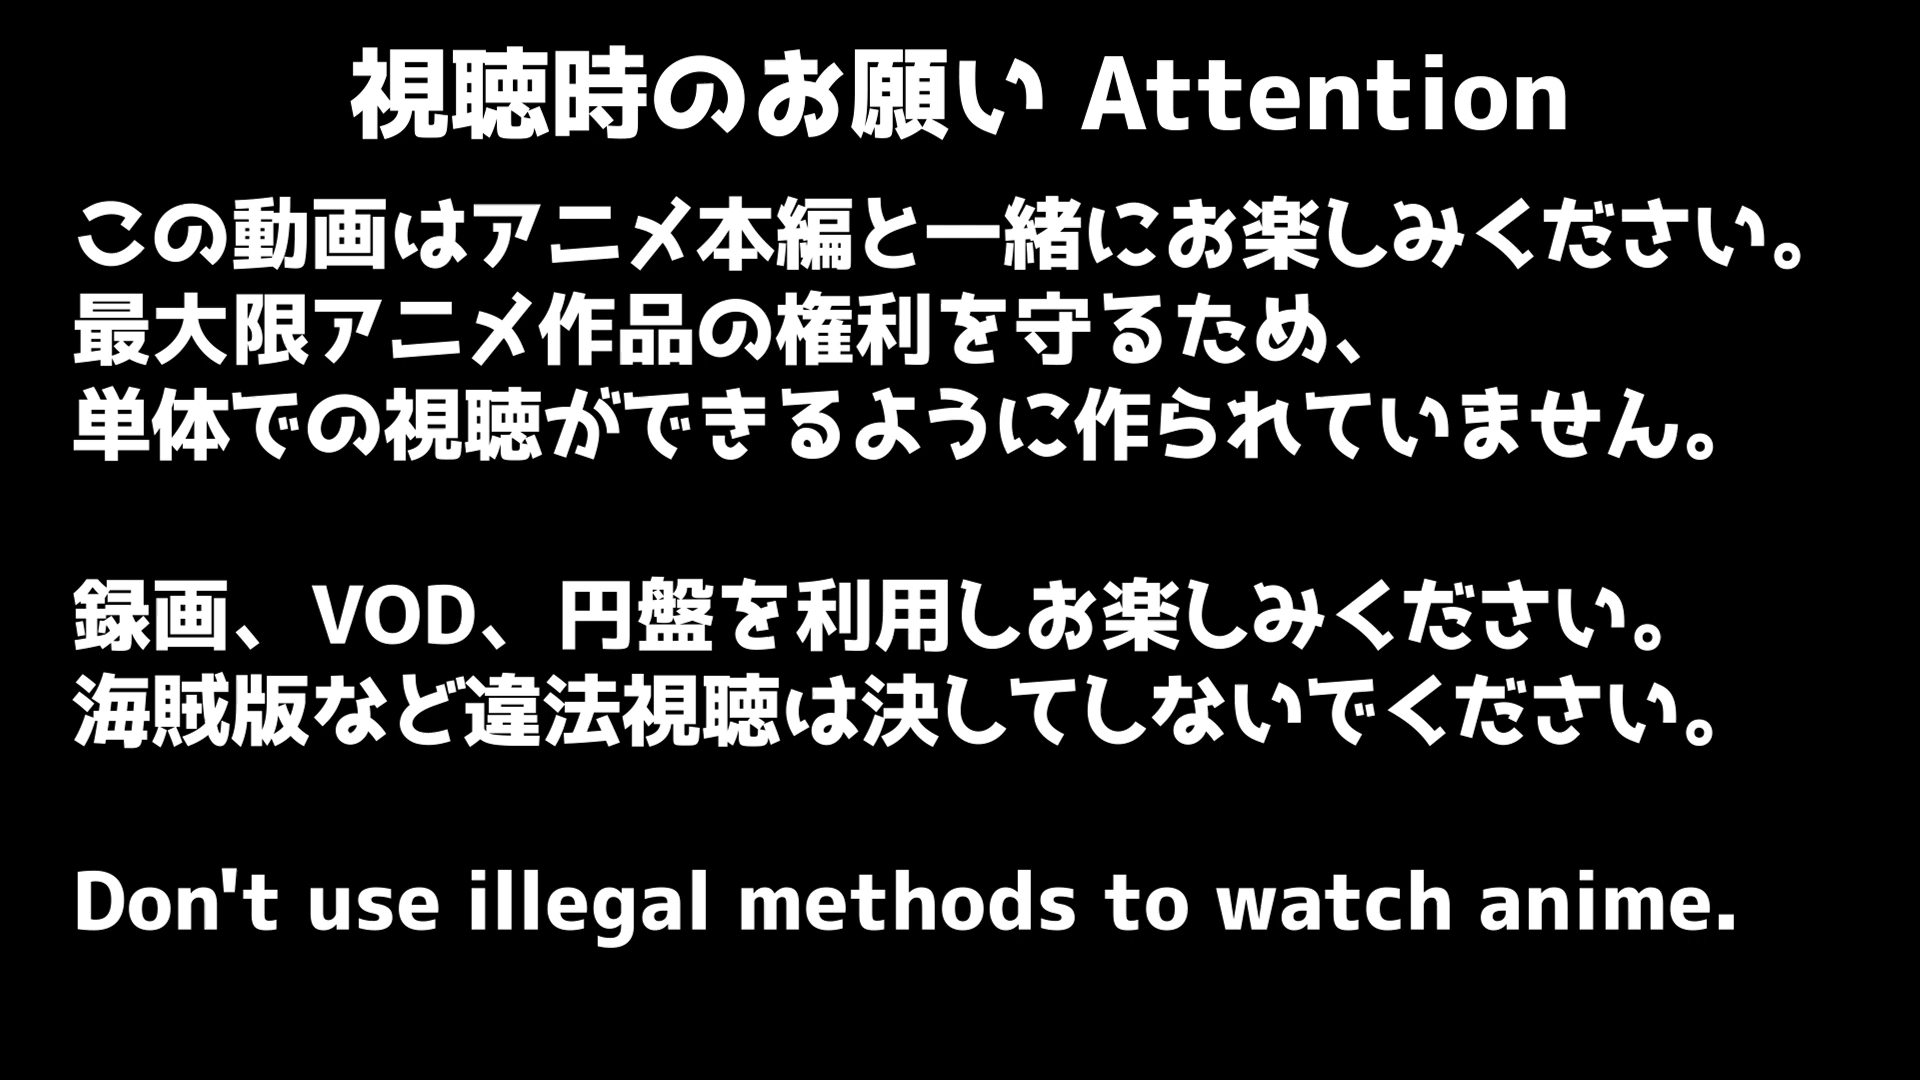 視聴時のお願い Attention
この動画はアニメ本編と一緒にお楽しみください。
最大限アニメ作品の権利を守るため、
単体での視聴ができるように作られていません。
録画、VOD、円盤を利用しお楽しみください。
海賊版など違法視聴は決してしないでください。
Don't use illegal methods to watch anime.